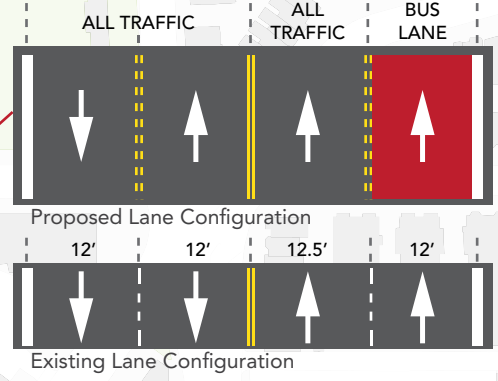 ALL TRAFFIC
ALL
TRAFFIC
BUS
LANE
Proposed Lane Configuration
12' 12' 12.5' 12'
Existing Lane Configuration